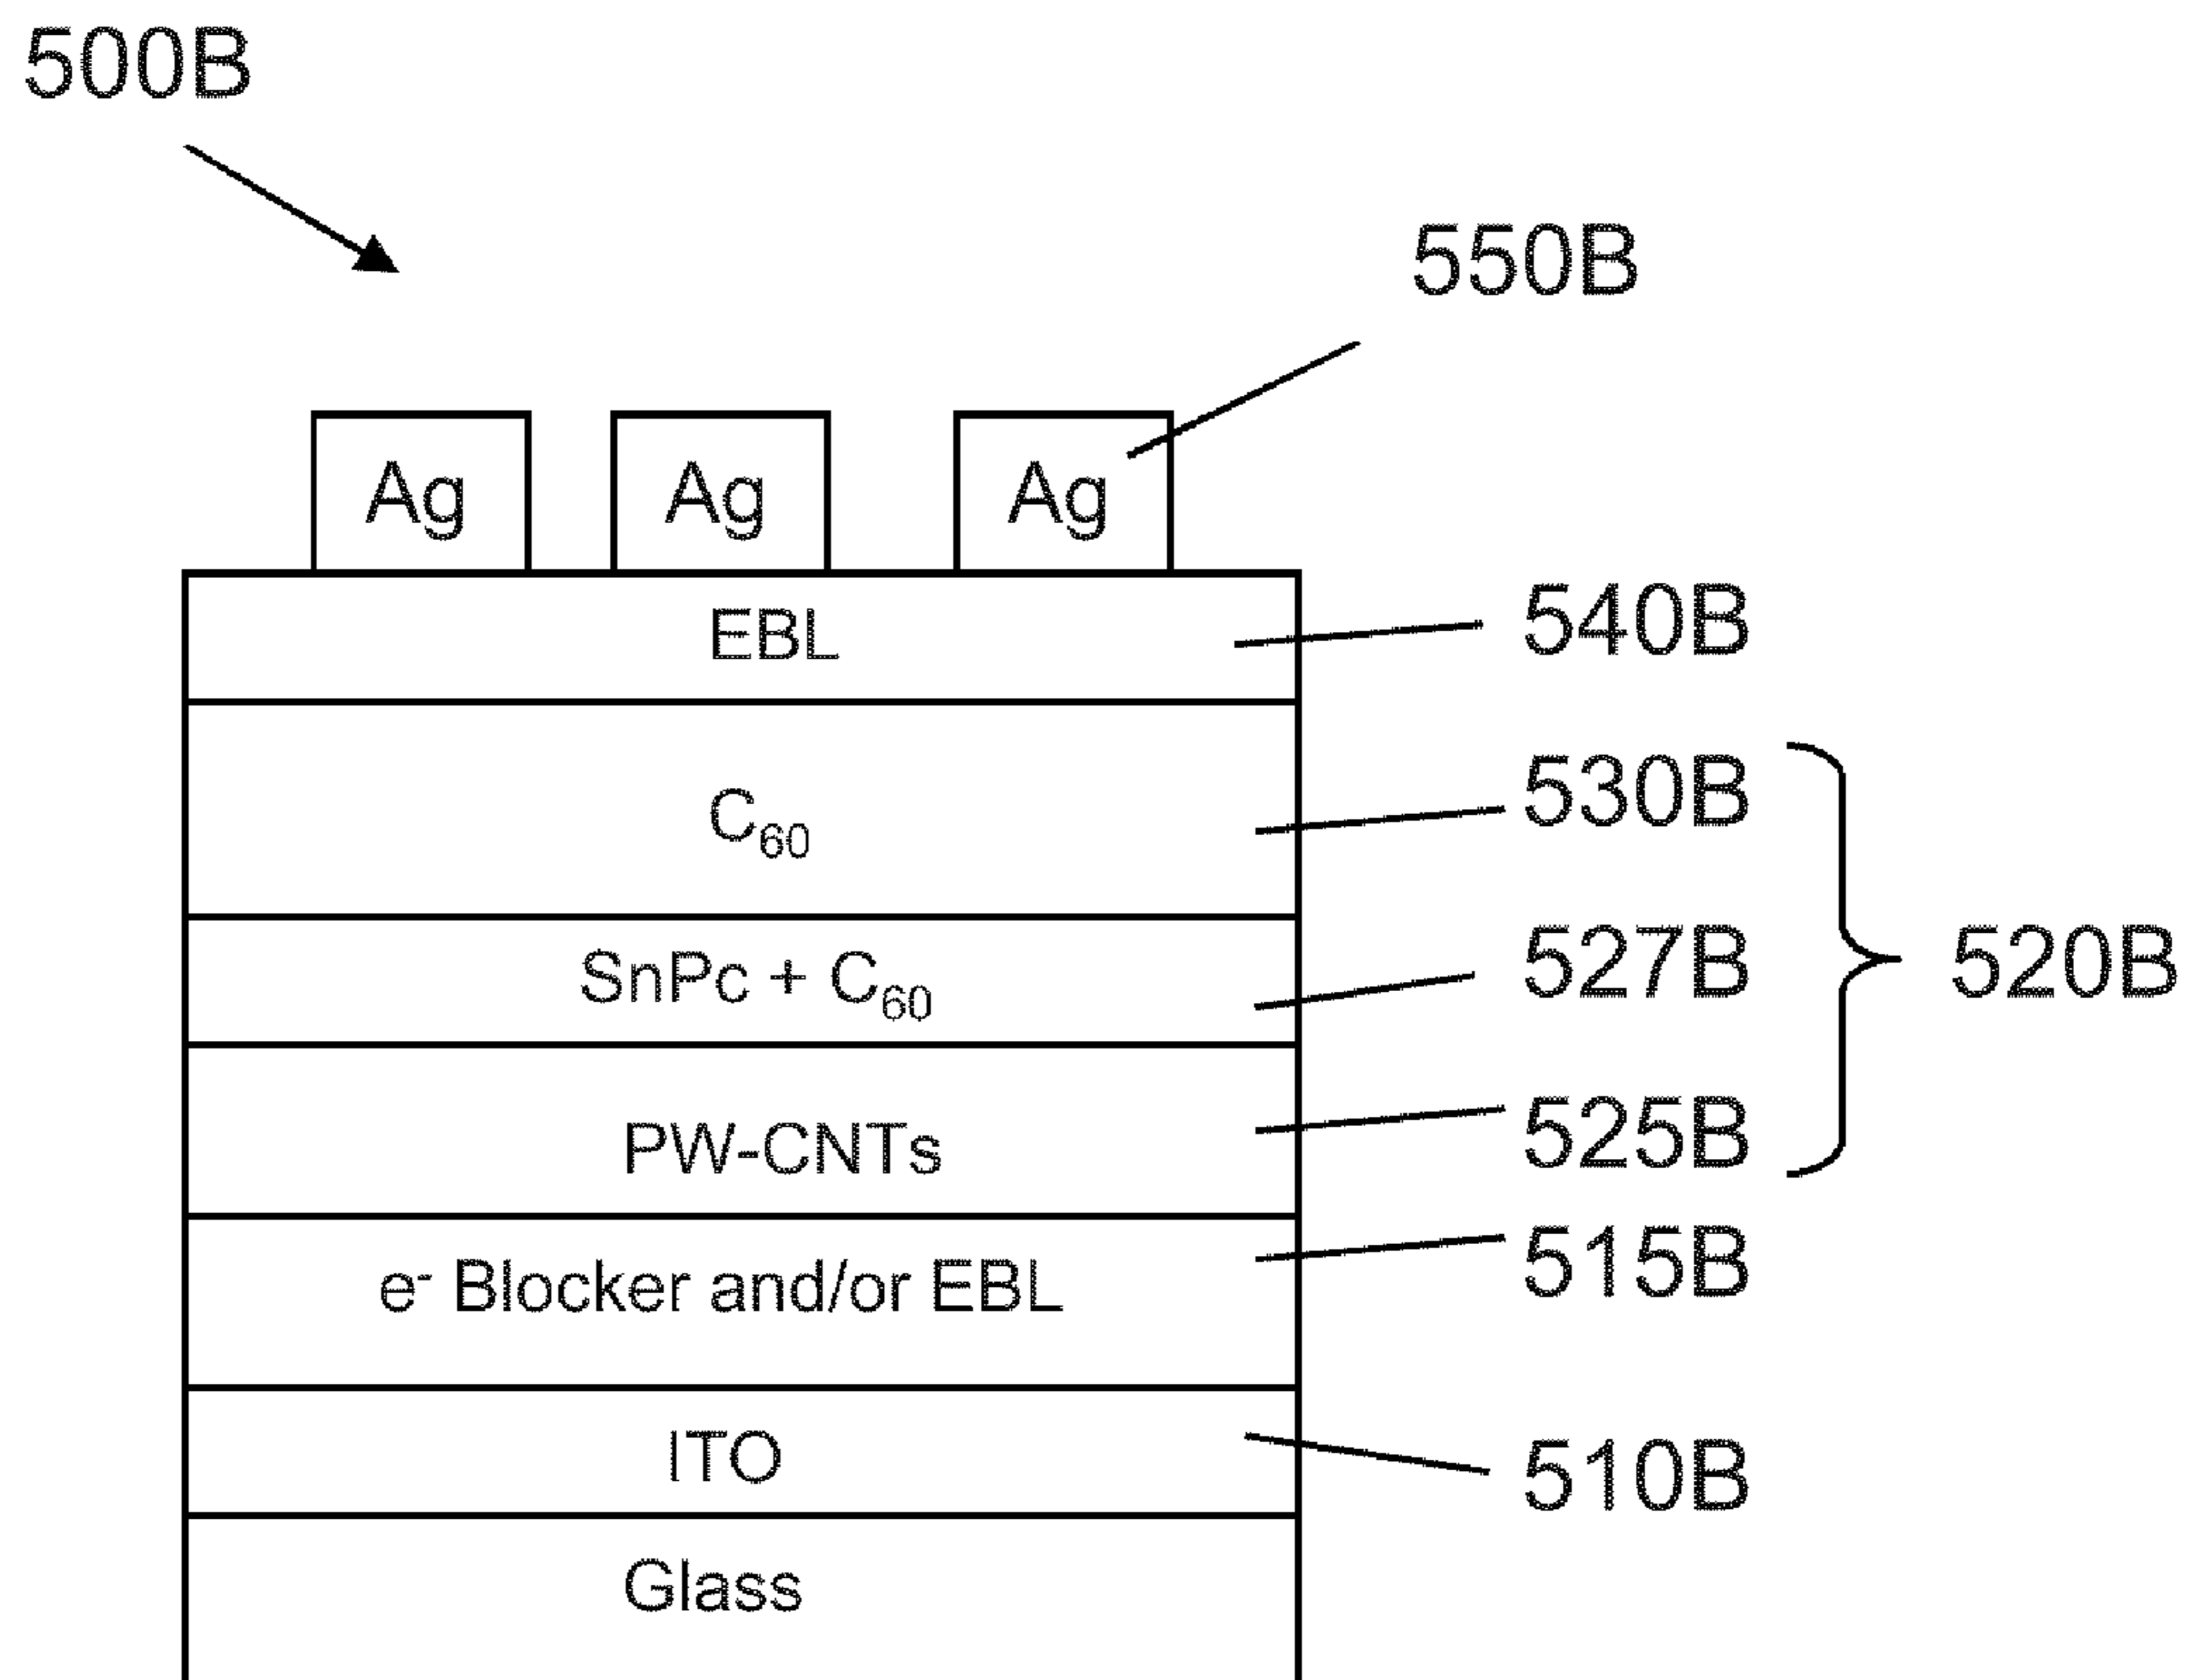 500B
550B
Ag Ag Ag
EBL 540B
C₆₀ 530B
SnPc + C₆₀ 527B 520B
PW-CNTs 525B
e⁻ Blocker and/or EBL 515B
ITO 510B
Glass